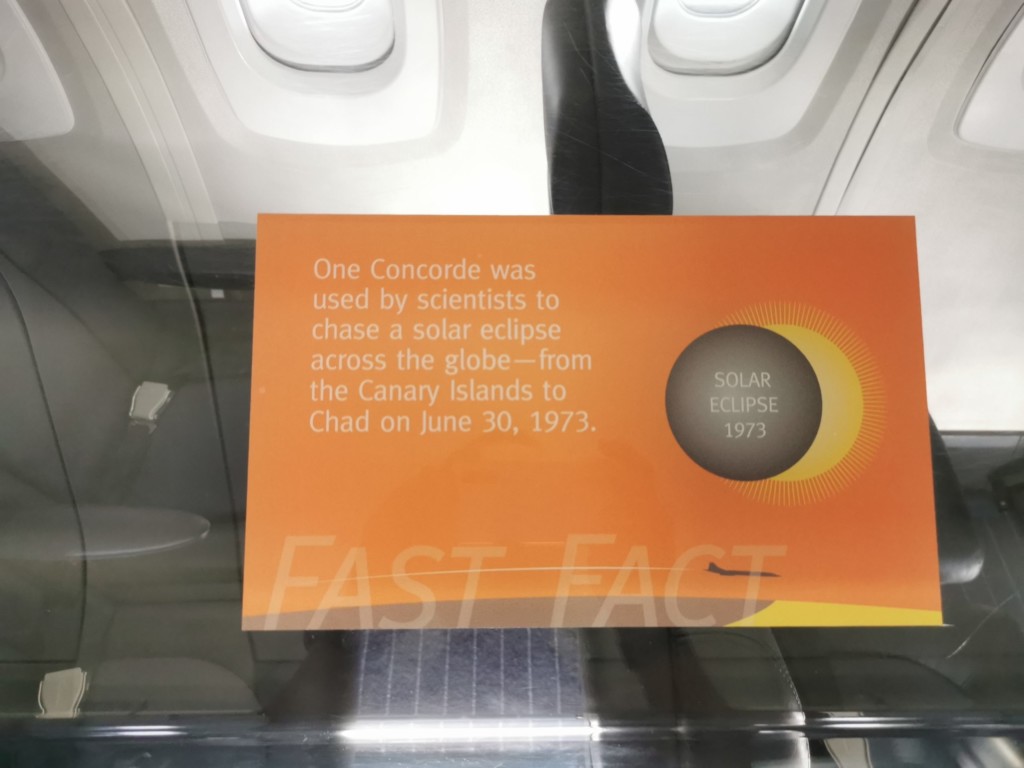 One Concorde was
used by scientists to
chase a solar eclipse
across the globe—from
the Canary Islands to
Chad on June 30, 1973.
SOLAR
ECLIPSE
1973
FAST FACT